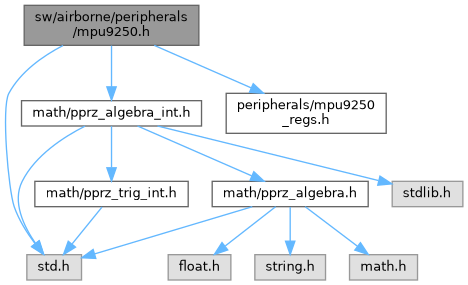 sw/airborne/peripherals
/mpu9250.h
math/pprz_algebra_int.h
peripherals/mpu9250
_regs.h
math/pprz_trig_int.h
math/pprz_algebra.h
stdlib.h
std.h
float.h
string.h
math.h